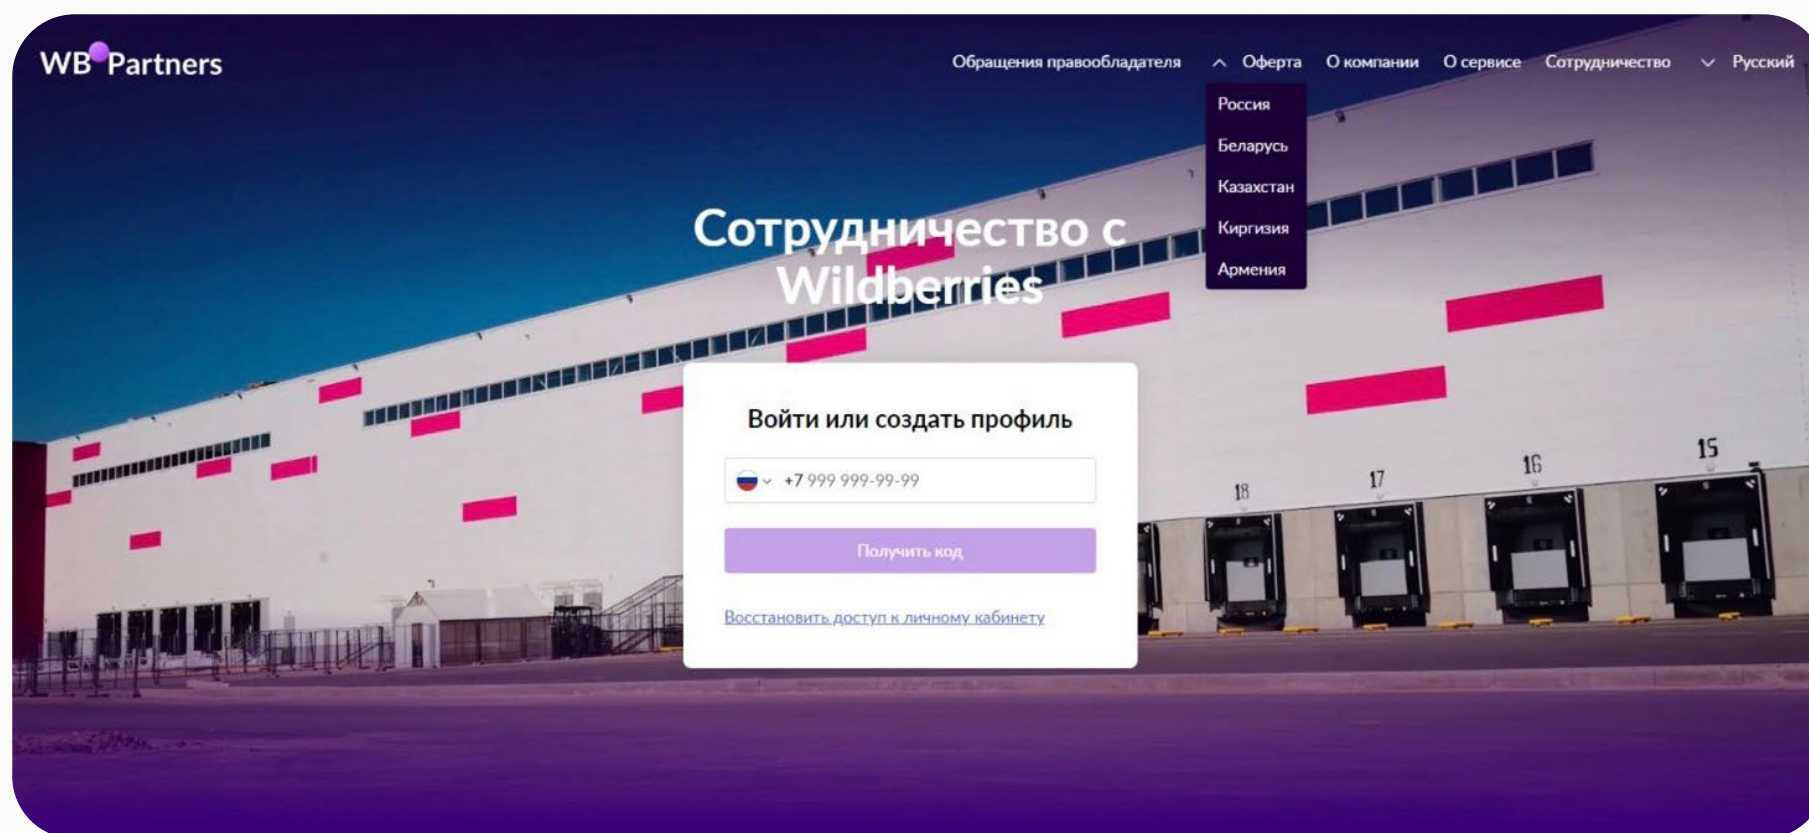 WB Partners
Обращения правообладателя Оферта О компании О сервисе Сотрудничество Русский
Россия
Беларусь
Казахстан
Киргизия
Армения
Сотрудничество с
Wildberries
Войти или создать профиль
+7 999 999-99-99
Получить код
Восстановить доступ к личному кабинету
18
17
16
15